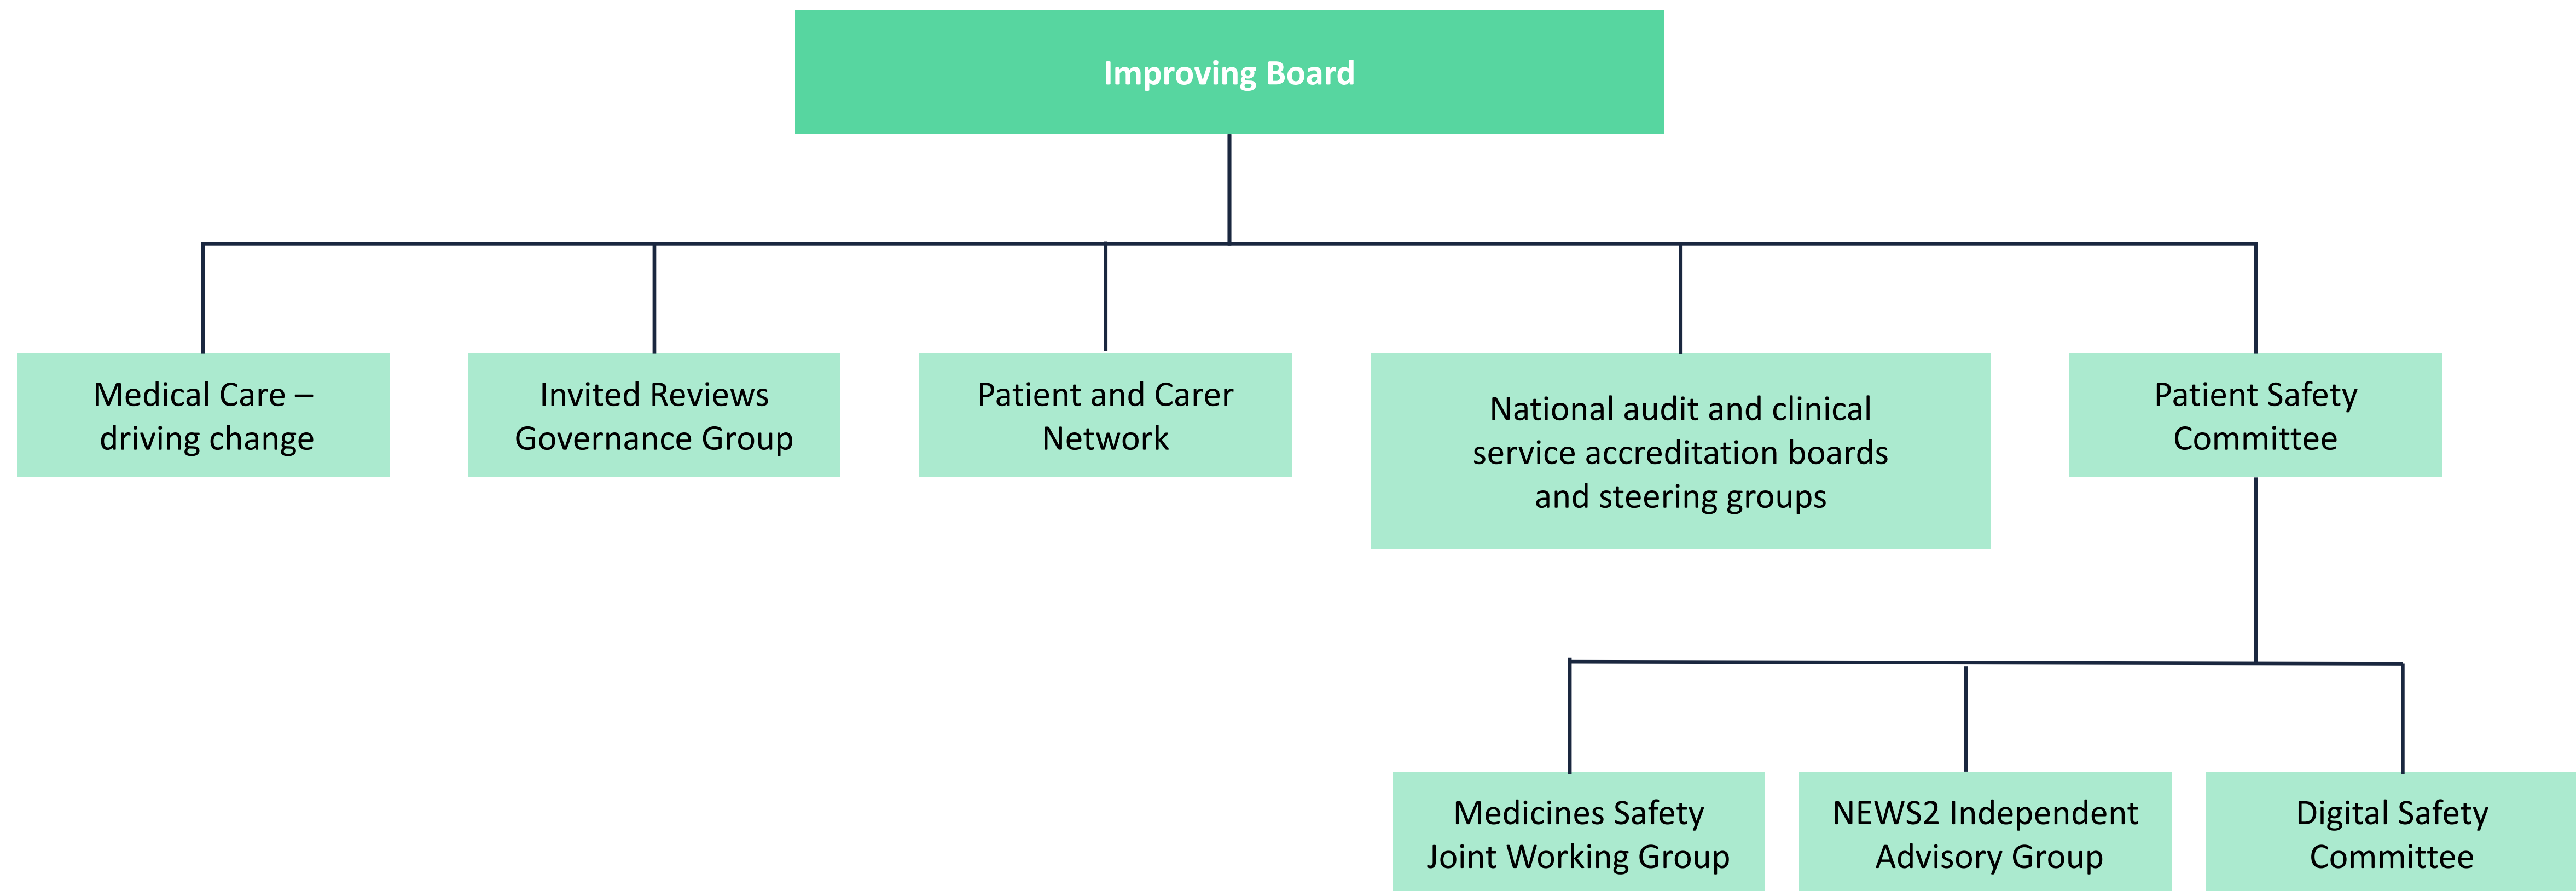 Improving Board
Medical Care –
driving change
Invited Reviews
Governance Group
Patient and Carer
Network
National audit and clinical
service accreditation boards
and steering groups
Patient Safety
Committee
Medicines Safety
Joint Working Group
NEWS2 Independent
Advisory Group
Digital Safety
Committee